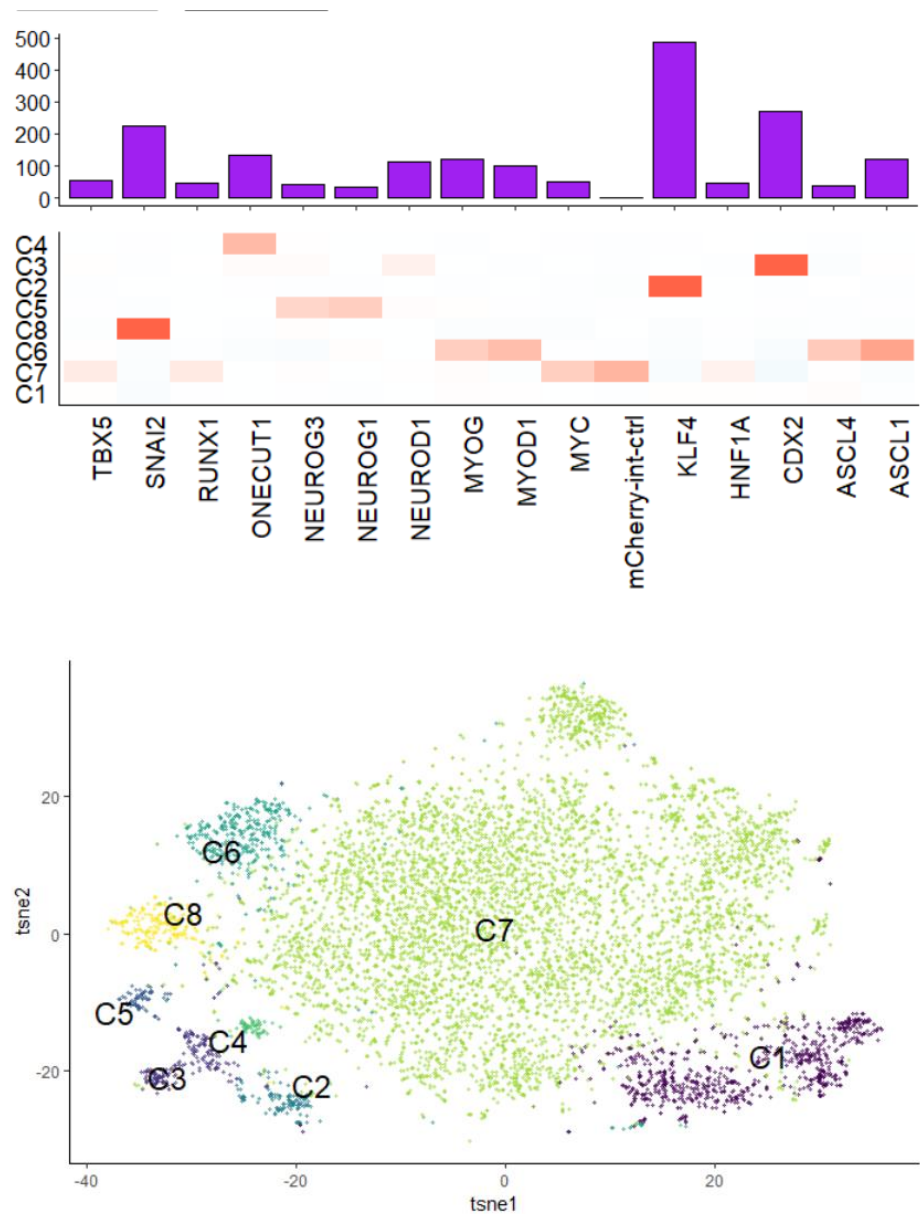 500
400
300
200
100
0
C4
C3
C2
C5
C8
C6
C7
C1
TBX5
SNAI2
RUNX1
ONECUT1
NEUROG3
NEUROG1
NEUROD1
MYOG
MYOD1
MYC
mCherry-int-ctrl
KLF4
HNF1A
CDX2
ASCL4
ASCL1
20
0
-20
tsne2
C6
C8
C7
C5
C4
C3
C2
C1
-40
-20
0
20
tsne1